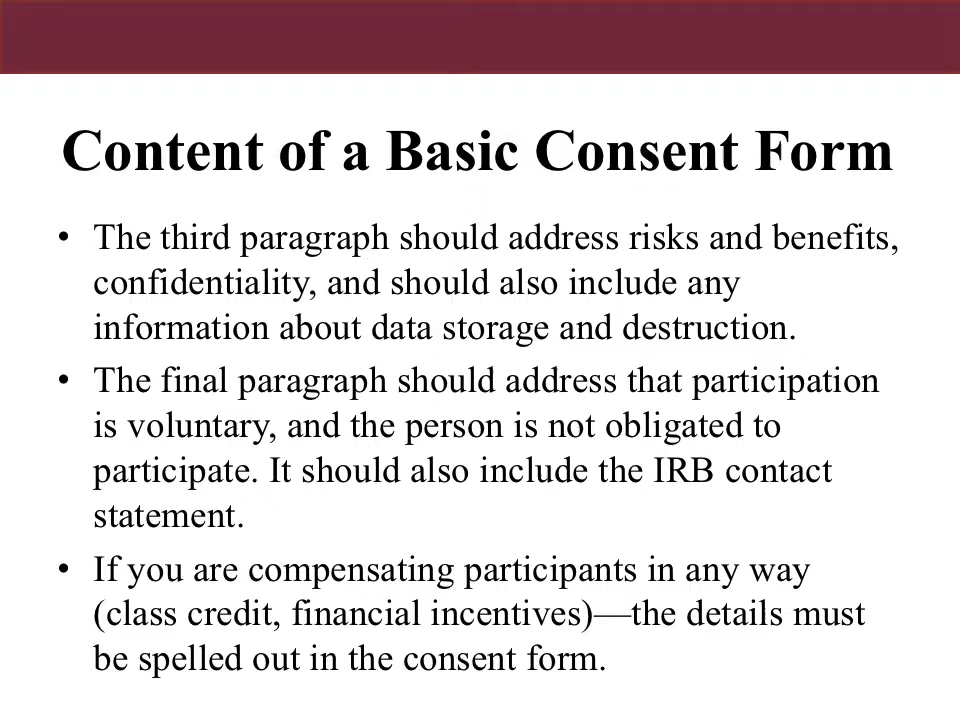 Content of a Basic Consent Form
• The third paragraph should address risks and benefits,
confidentiality, and should also include any
information about data storage and destruction.
• The final paragraph should address that participation
is voluntary, and the person is not obligated to
participate. It should also include the IRB contact
statement.
• If you are compensating participants in any way
(class credit, financial incentives)—the details must
be spelled out in the consent form.